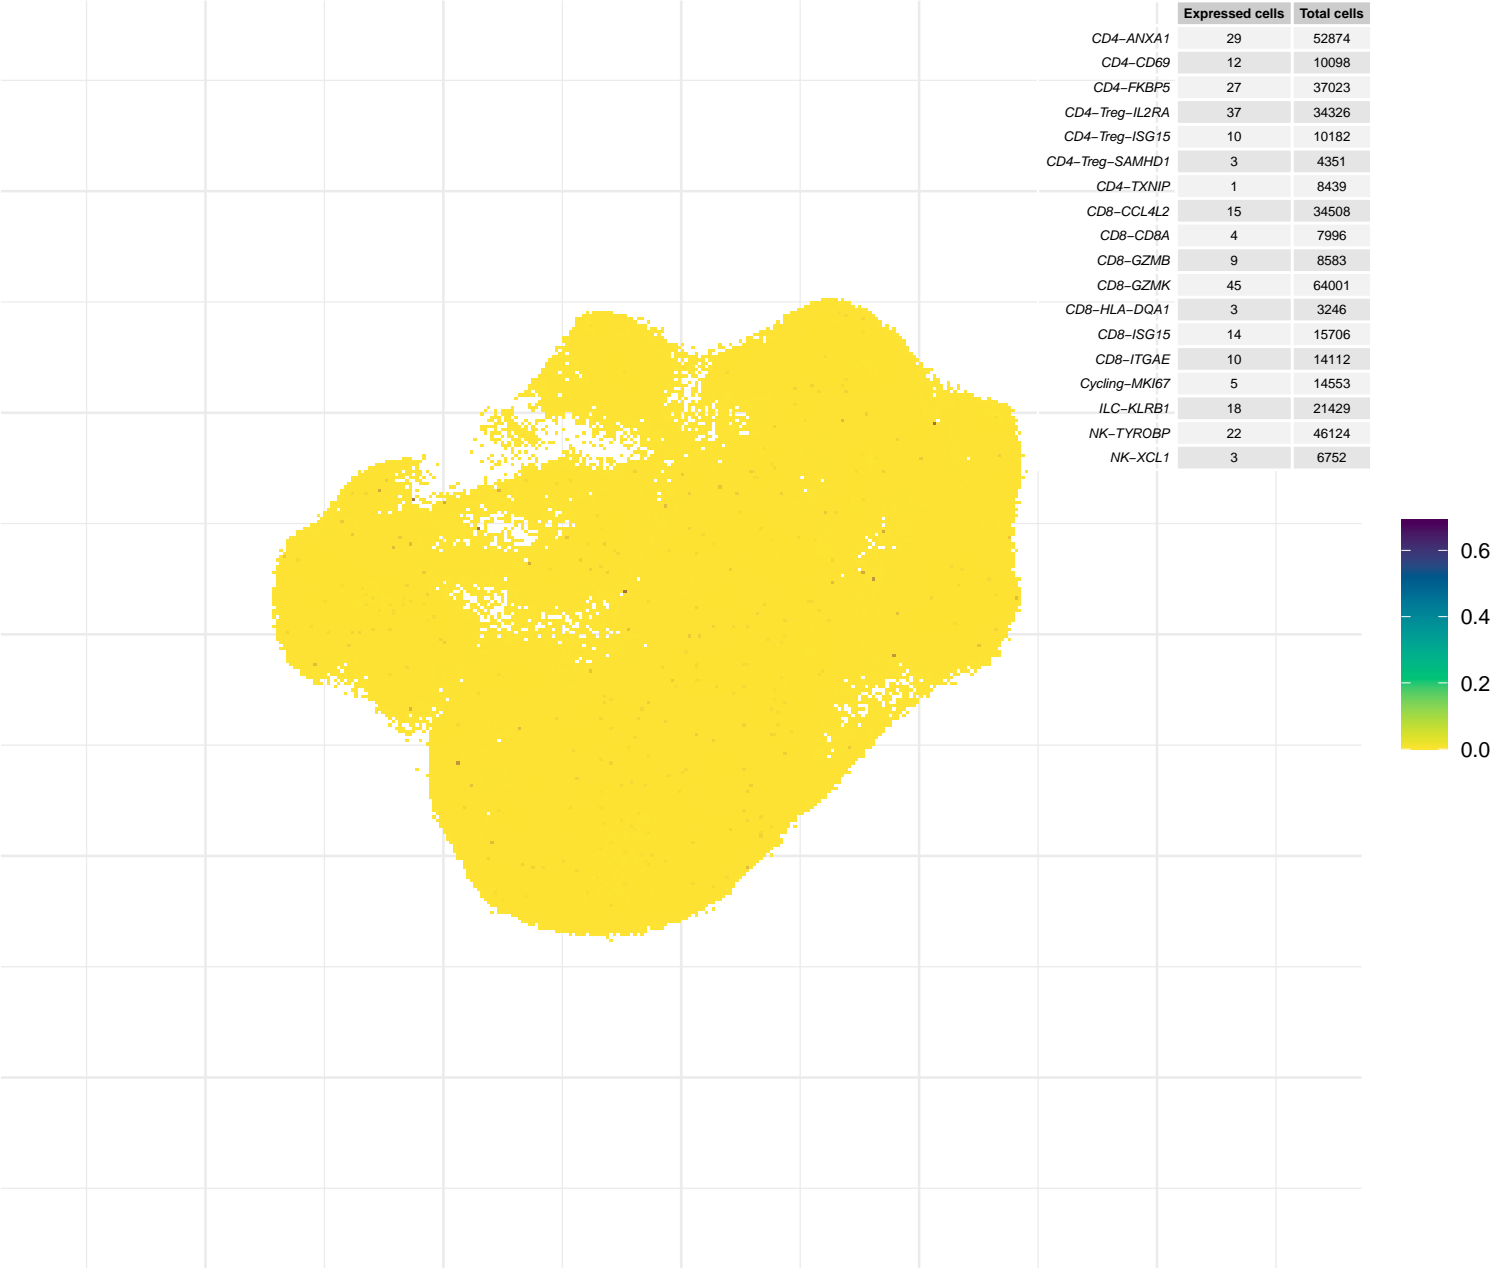 Expressed cells Total cells
CD4−ANXA1 29 52874
CD4−CD69 12 10098
CD4−FKBP5 27 37023
CD4−Treg−IL2RA 37 34326
CD4−Treg−ISG15 10 10182
CD4−Treg−SAMHD1 3 4351
CD4−TXNIP 1 8439
CD8−CCL4L2 15 34508
CD8−CD8A 4 7996
CD8−GZMB 9 8583
CD8−GZMK 45 64001
CD8−HLA−DQA1 3 3246
CD8−ISG15 14 15706
CD8−ITGAE 10 14112
Cycling−MKI67 5 14553
ILC−KLRB1 18 21429
NK−TYROBP 22 46124
NK−XCL1 3 6752
0.6
0.4
0.2
0.0